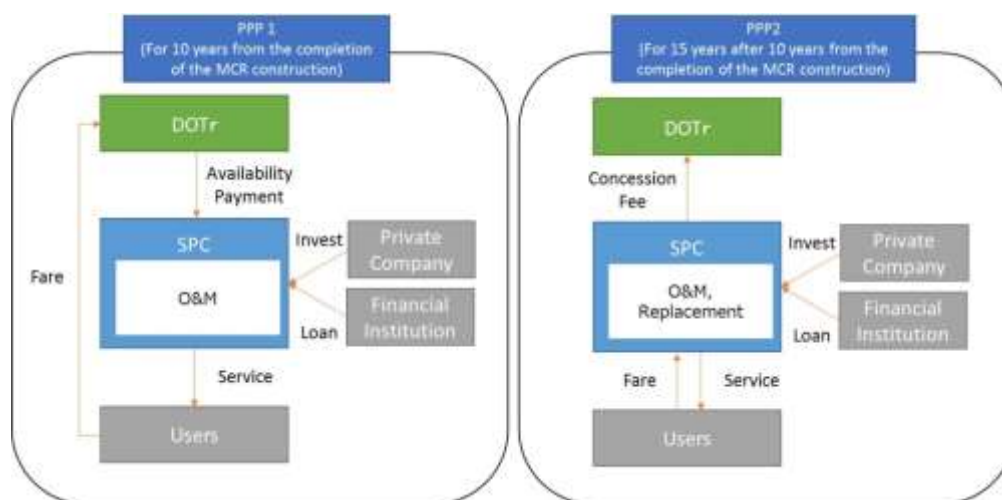 PPP 1
(For 10 years from the completion
of the MCR construction)
DOTr
Availability
Payment
SPC
O&M
Invest
Private
Company
Financial
Institution
Loan
Fare
Service
Users
PPP2
(For 15 years after 10 years from the
completion of the MCR construction)
DOTr
Concession
Fee
SPC
O&M,
Replacement
Invest
Private
Company
Financial
Institution
Loan
Fare
Service
Users